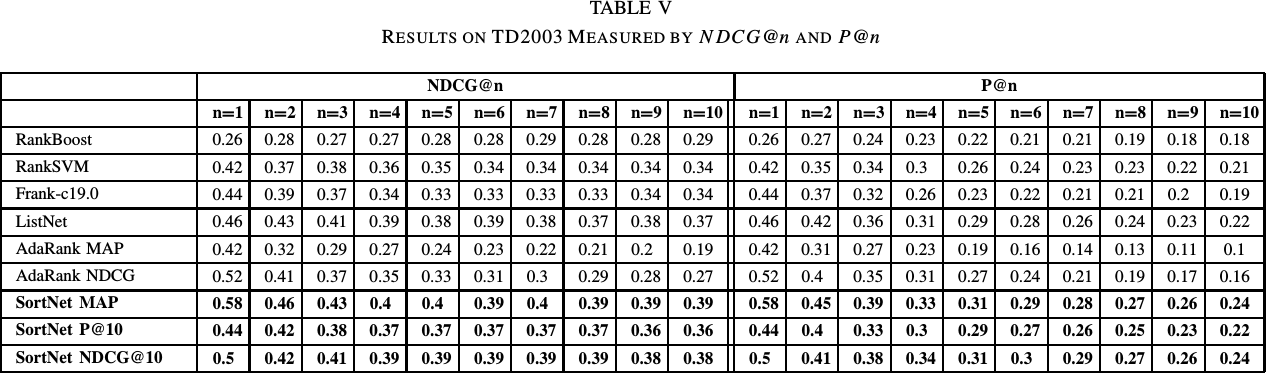 TABLE V
RESULTS ON TD2003 MEASURED BY NDCG@n AND P@n
NDCG@n P@n
n=1 n=2 n=3 n=4 n=5 n=6 n=7 n=8 n=9 n=10 n=1 n=2 n=3 n=4 n=5 n=6 n=7 n=8 n=9 n=10
RankBoost 0.26 0.28 0.27 0.27 0.28 0.28 0.29 0.28 0.28 0.29 0.26 0.27 0.24 0.23 0.22 0.21 0.21 0.19 0.18 0.18
RankSVM 0.42 0.37 0.38 0.36 0.35 0.34 0.34 0.34 0.34 0.34 0.42 0.35 0.34 0.3 0.26 0.24 0.23 0.23 0.22 0.21
Frank-c19.0 0.44 0.39 0.37 0.34 0.33 0.33 0.33 0.33 0.34 0.34 0.44 0.37 0.32 0.26 0.23 0.22 0.21 0.21 0.2 0.19
ListNet 0.46 0.43 0.41 0.39 0.38 0.39 0.38 0.37 0.38 0.37 0.46 0.42 0.36 0.31 0.29 0.28 0.26 0.24 0.23 0.22
AdaRank MAP 0.42 0.32 0.29 0.27 0.24 0.23 0.22 0.21 0.2 0.19 0.42 0.31 0.27 0.23 0.19 0.16 0.14 0.13 0.11 0.1
AdaRank NDCG 0.52 0.41 0.37 0.35 0.33 0.31 0.3 0.29 0.28 0.27 0.52 0.4 0.35 0.31 0.27 0.24 0.21 0.19 0.17 0.16
SortNet MAP 0.58 0.46 0.43 0.4 0.4 0.39 0.4 0.39 0.39 0.39 0.58 0.45 0.39 0.33 0.31 0.29 0.28 0.27 0.26 0.24
SortNet P@10 0.44 0.42 0.38 0.37 0.37 0.37 0.37 0.37 0.36 0.36 0.44 0.4 0.33 0.3 0.29 0.27 0.26 0.25 0.23 0.22
SortNet NDCG@10 0.5 0.42 0.41 0.39 0.39 0.39 0.39 0.39 0.38 0.38 0.5 0.41 0.38 0.34 0.31 0.3 0.29 0.27 0.26 0.24